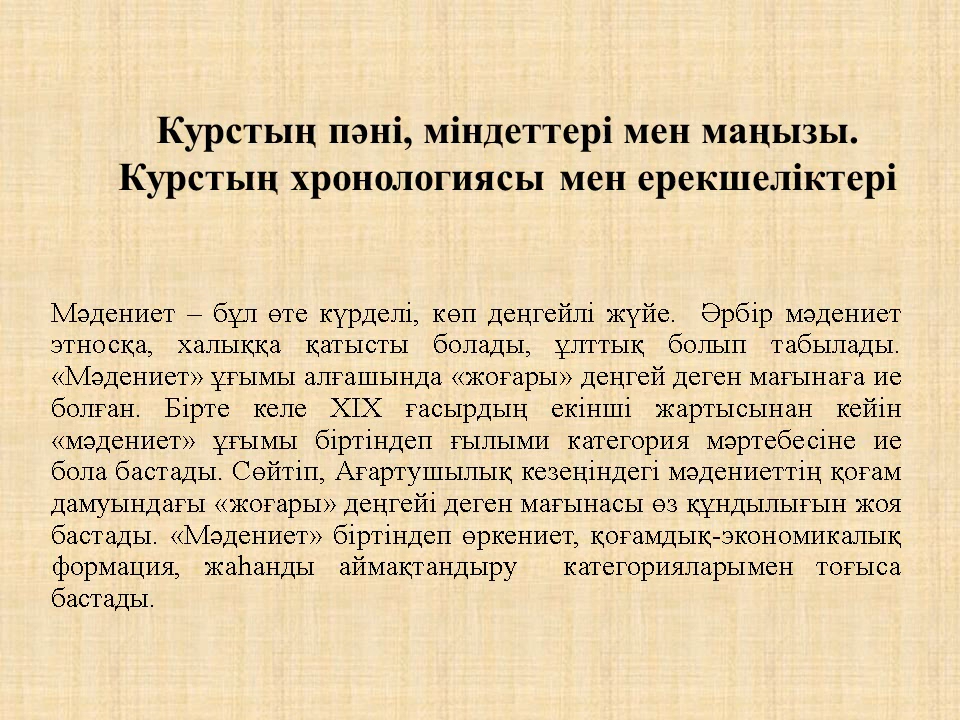 Курстың пәні, міндеттері мен маңызы.
Курстың хронологиясы мен ерекшеліктері
Мәдениет – бұл өте күрделі, көп деңгейлі жүйе. Әрбір мәдениет
этносқа, халыққа қатысты болады, ұлттық болып табылады.
«Мәдениет» ұғымы алғашында «жоғары» деңгей деген мағынаға ие
болған. Бірте келе XIX ғасырдың екінші жартысынан кейін
«мәдениет» ұғымы біртіндеп ғылыми категория мәртебесіне ие
бола бастады. Сөйтіп, Ағартушылық кезеңіндегі мәдениеттің қоғам
дамуындағы «жоғары» деңгейі деген мағынасы өз құндылығын жоя
бастады. «Мәдениет» біртіндеп өркениет, қоғамдық-экономикалық
формация, жаһанды аймақтандыру категорияларымен тоғыса
бастады.